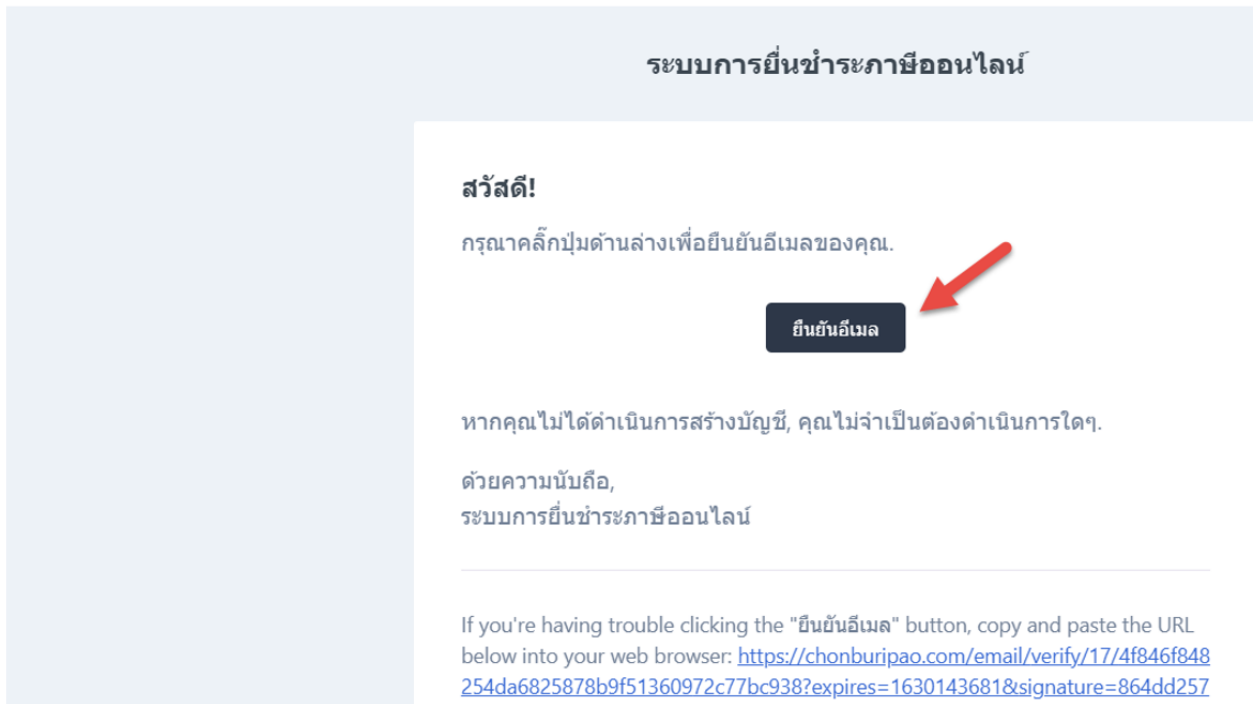 ระบบการยื่นชำระภาษีออนไลน์
สวัสดี!
กรุณาคลิ๊กปุ่มด้านล่างเพื่อยืนยันอีเมลของคุณ.
ยืนยันอีเมล
หากคุณไม่ได้ดำเนินการสร้างบัญชี, คุณไม่จำเป็นต้องดำเนินการใดๆ.
ด้วยความนับถือ,
ระบบการยื่นชำระภาษีออนไลน์
If you're having trouble clicking the "ยืนยันอีเมล" button, copy and paste the URL
below into your web browser: https://chonburipao.com/email/verify/17/4f846f848
254da6825878b9f51360972c77bc938?expires=1630143681&signature=864dd257